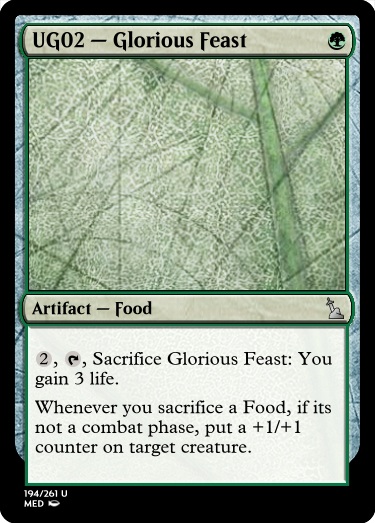 UG02 — Glorious Feast
Artifact — Food
2, , Sacrifice Glorious Feast: You
gain 3 life.
Whenever you sacrifice a Food, if its
not a combat phase, put a +1/+1
counter on target creature.
194/261 U
MED